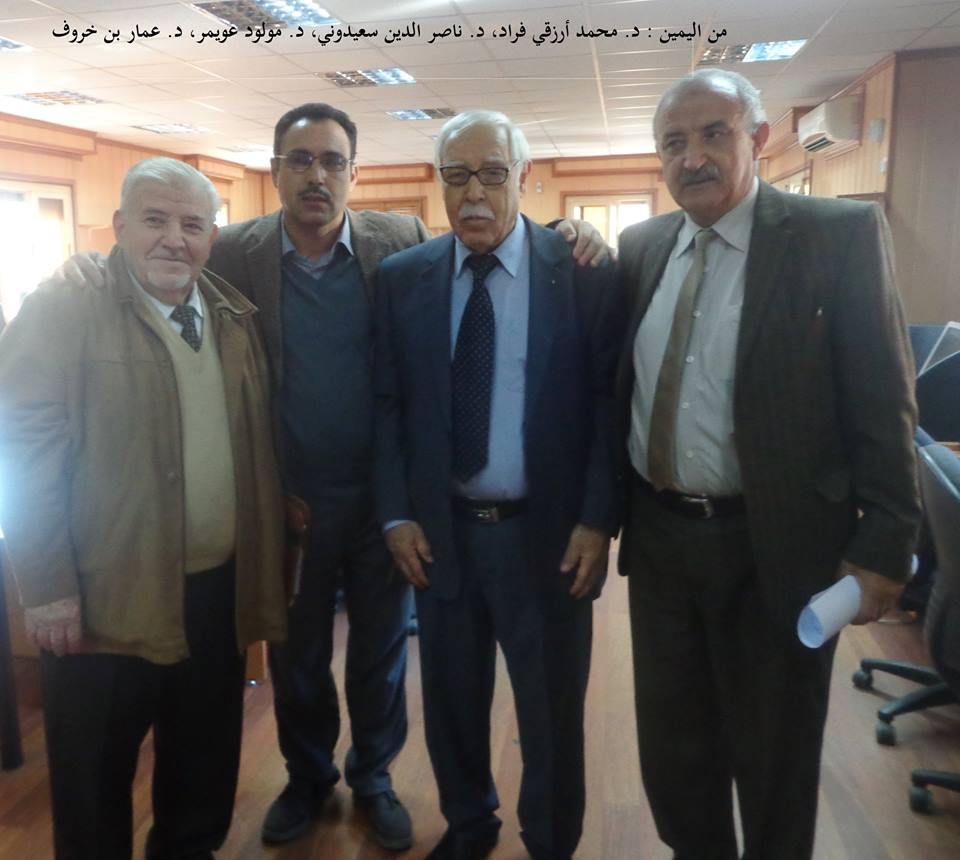 من اليمين : د. محمد أرزقي فراد، د. ناصر الدين سعيدوني، د. مولود عويمر، د. عمار بن خروف